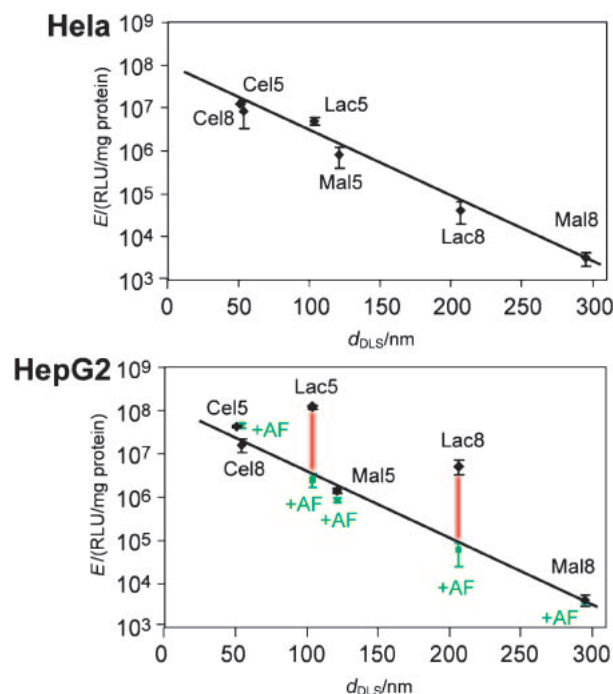 Hela
10⁹
10⁸
10⁷
10⁶
10⁵
10⁴
10³
E/(RLU/mg protein)
Cel5
Cel8
Lac5
Mal5
Lac8
Mal8
0 50 100 150 200 250 300
d_DLS/nm
HepG2
10⁹
10⁸
10⁷
10⁶
10⁵
10⁴
10³
E/(RLU/mg protein)
Cel5
+AF
Cel8
Lac5
+AF
Mal5
+AF
Lac8
+AF
Mal8
+AF
0 50 100 150 200 250 300
d_DLS/nm